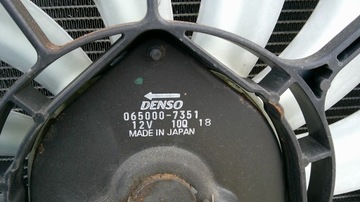 DENSO
065000-7351
12V 10Q 18
MADE IN JAPAN